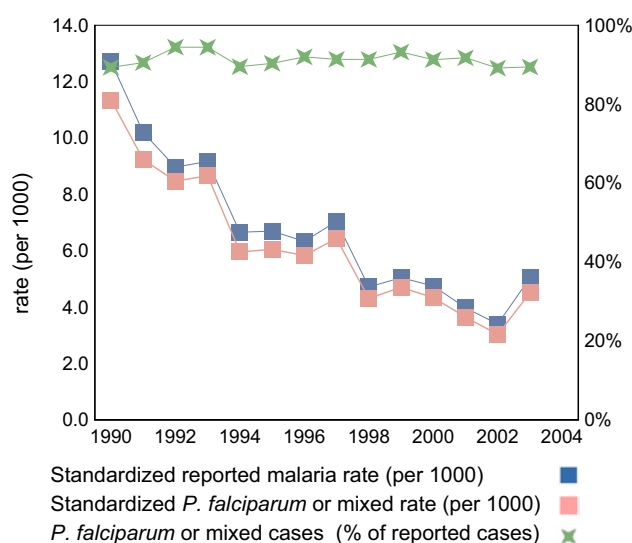 14.0 100%
12.0
80%
10.0
8.0
60%
6.0
40%
4.0
20%
2.0
0.0 0%
rate (per 1000)
1990 1992 1994 1996 1998 2000 2002 2004
Standardized reported malaria rate (per 1000)
Standardized P. falciparum or mixed rate (per 1000)
P. falciparum or mixed cases (% of reported cases)